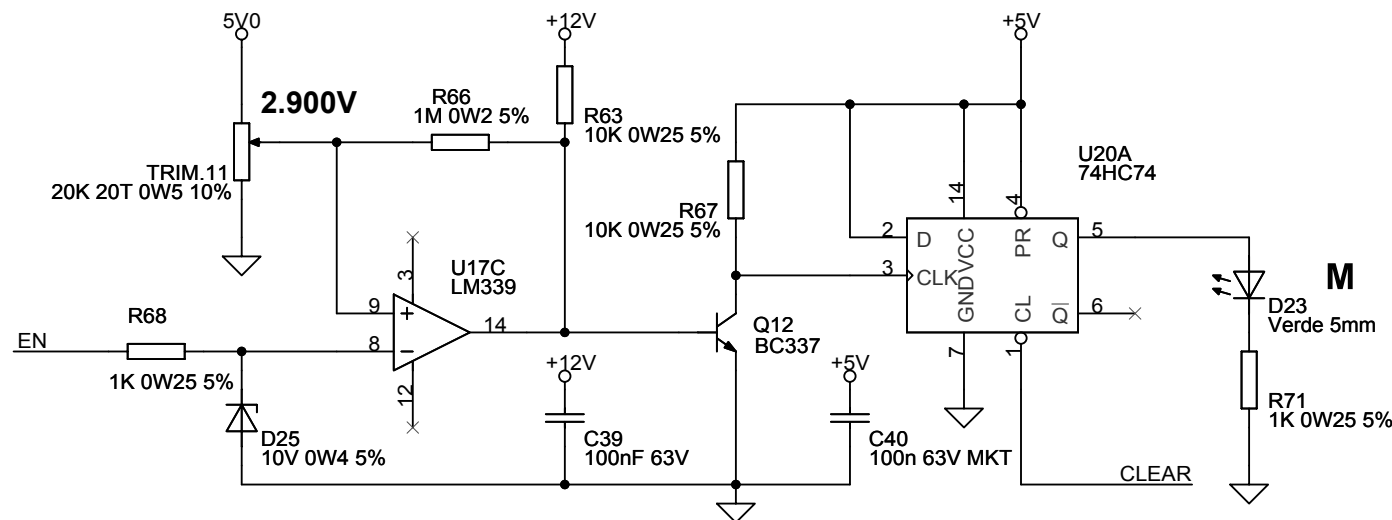 5V0
+12V
+5V
2.900V
R66
1M 0W2 5%
R63
10K 0W25 5%
TRIM.11
20K 20T 0W5 10%
U20A
74HC74
R67
10K 0W25 5%
14
4
2
D
VCC
PR
Q
5
3
CLK
GND
CL
Q
6
7
1
M
D23
Verde 5mm
3
U17C
LM339
9
+
14
8
−
12
R68
EN
1K 0W25 5%
Q12
BC337
+12V
+5V
D25
10V 0W4 5%
C39
100nF 63V
C40
100n 63V MKT
R71
1K 0W25 5%
CLEAR